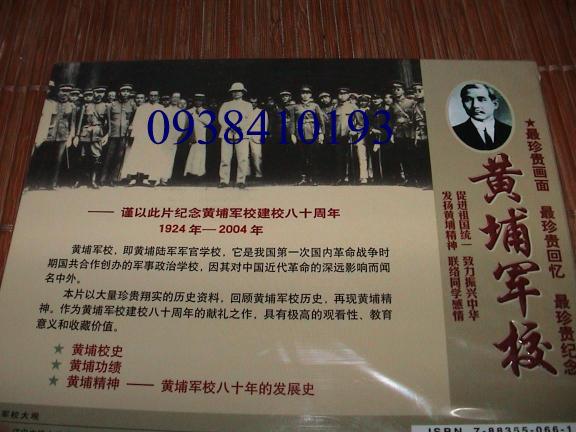 0938410193
—— 谨以此片纪念黄埔军校建校八十周年
1924 年—2004 年
黄埔军校，即黄埔陆军军官学校，它是我国第一次国内革命战争时
期国共合作创办的军事政治学校，因其对中国近代革命的深远影响而闻
名中外。
本片以大量珍贵翔实的历史资料，回顾黄埔军校历史，再现黄埔精
神。作为黄埔军校建校八十周年的献礼之作，具有极高的观看性、教育
意义和收藏价值。
★ 黄埔校史
★ 黄埔功绩
★ 黄埔精神 —— 黄埔军校八十年的发展史
★最珍贵画面 最珍贵回忆 最珍贵纪念
黄埔军校
促进祖国统一 致力振兴中华
发扬黄埔精神 联络同学感情
军校大观
ISBN 7-88355-066-1